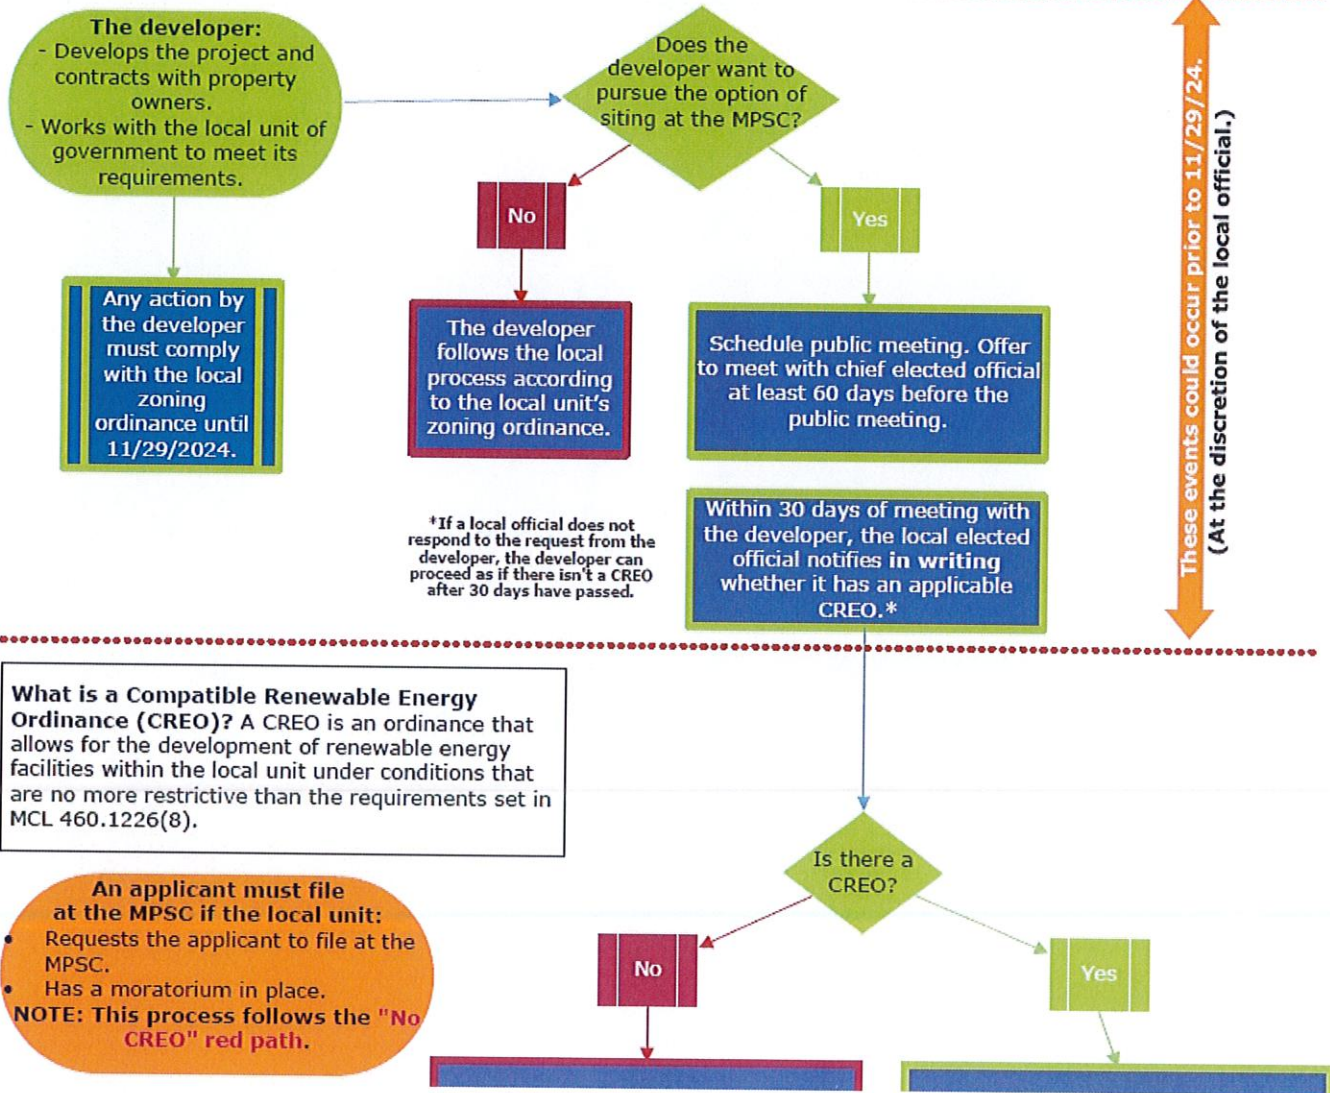 The developer:
- Develops the project and
contracts with property
owners.
- Works with the local unit of
government to meet its
requirements.
Does the
developer want to
pursue the option of
siting at the MPSC?
No
Yes
Any action by
the developer
must comply
with the local
zoning
ordinance until
11/29/2024.
The developer
follows the local
process according
to the local unit's
zoning ordinance.
Schedule public meeting. Offer
to meet with chief elected official
at least 60 days before the
public meeting.
*If a local official does not
respond to the request from the
developer, the developer can
proceed as if there isn't a CREO
after 30 days have passed.
Within 30 days of meeting with
the developer, the local elected
official notifies in writing
whether it has an applicable
CREO.*
These events could occur prior to 11/29/24.
(At the discretion of the local official.)
What is a Compatible Renewable Energy
Ordinance (CREO)? A CREO is an ordinance that
allows for the development of renewable energy
facilities within the local unit under conditions that
are no more restrictive than the requirements set in
MCL 460.1226(8).
Is there a
CREO?
No
Yes
An applicant must file
at the MPSC if the local unit:
• Requests the applicant to file at the
MPSC.
• Has a moratorium in place.
NOTE: This process follows the "No
CREO" red path.